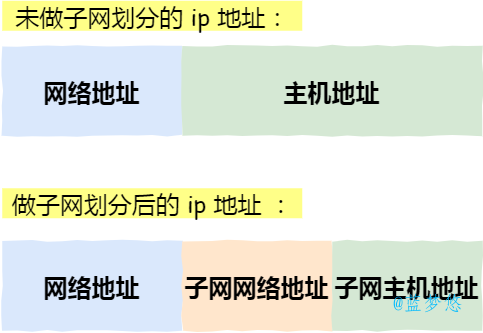 未做子网划分的 ip 地址：
网络地址 主机地址
做子网划分后的 ip 地址 ：
网络地址 子网网络地址 子网主机地址
@蓝梦悠